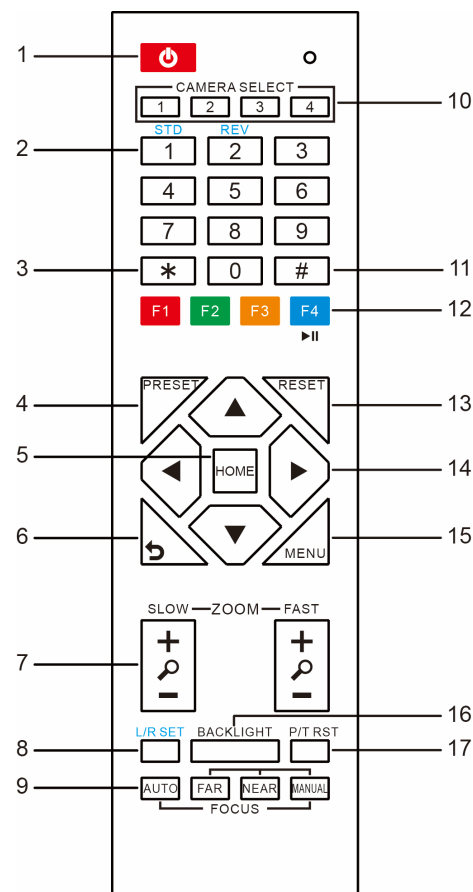 1
CAMERA SELECT
1 2 3 4 10
STD REV
2 1 2 3
4 5 6
7 8 9
3 * 0 # 11
F1 F2 F3 F4 12
4 PRESET RESET 13
5 HOME 14
6 MENU 15
SLOW ZOOM FAST
7 + +
- -
16
L/R SET BACKLIGHT P/T RST
8 17
9 AUTO FAR NEAR MANUAL
FOCUS